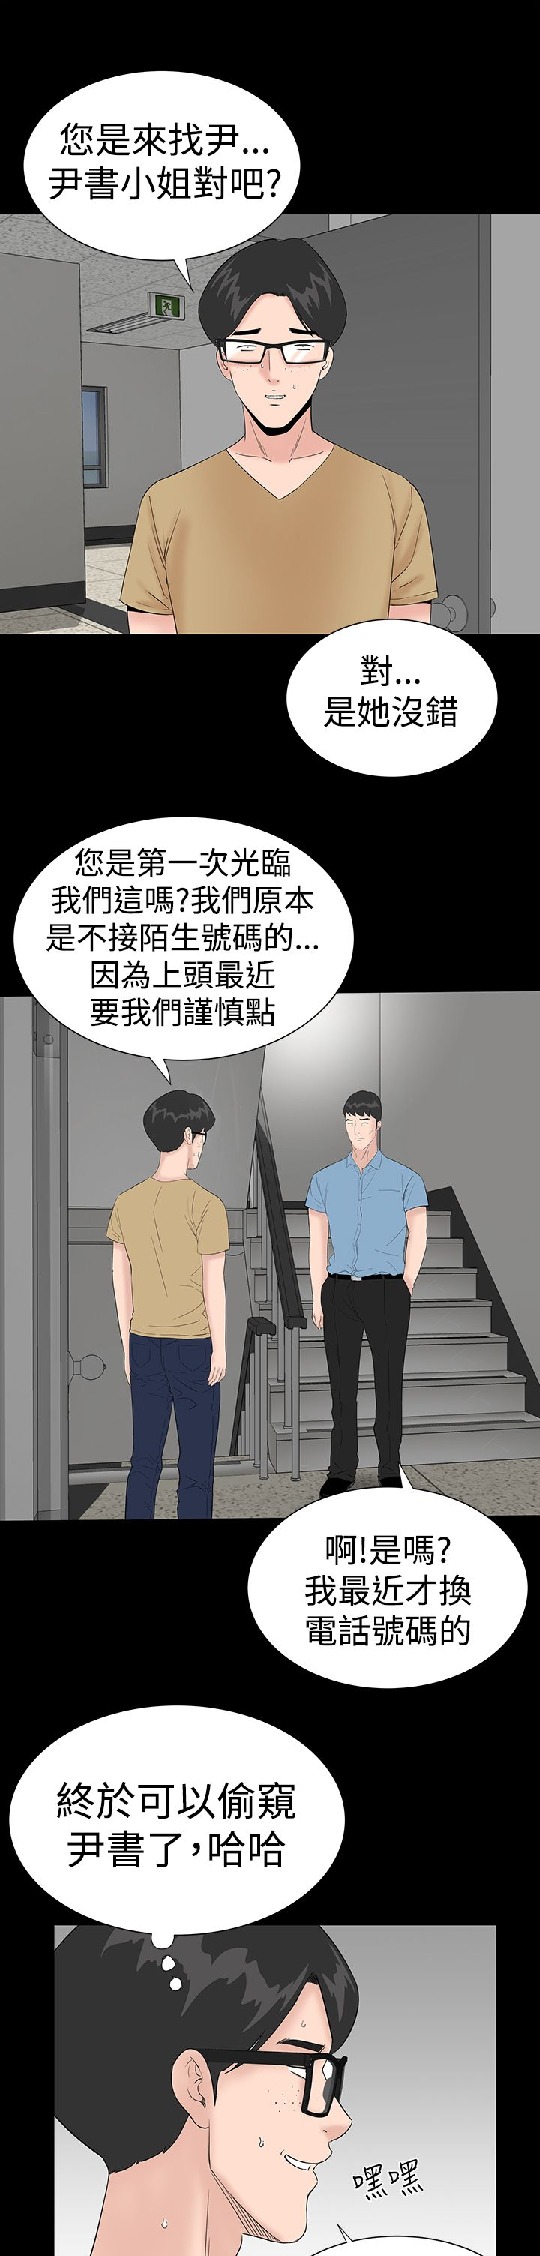 您是來找尹...
尹書小姐對吧?
對...
是她沒錯
您是第一次光臨
我們這嗎?我們原本
是不接陌生號碼的...
因為上頭最近
要我們謹慎點
啊!是嗎?
我最近才換
電話號碼的
終於可以偷窺
尹書了,哈哈
嘿嘿